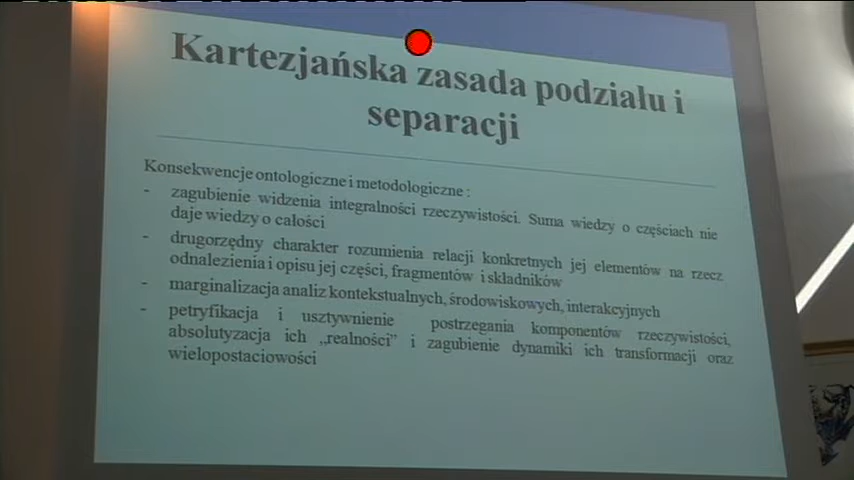 Kartezjańska zasada podziału i
separacji
Konsekwencje ontologiczne i metodologiczne :
- zagubienie widzenia integralności rzeczywistości. Suma wiedzy o częściach nie
daje wiedzy o całości
- drugorzędny charakter rozumienia relacji konkretnych jej elementów na rzecz
odnalezienia i opisu jej części, fragmentów i składników
- marginalizacja analiz kontekstualnych, środowiskowych, interakcyjnych
- petryfikacja i usztywnienie postrzegania komponentów rzeczywistości,
absolutyzacja ich „realności” i zagubienie dynamiki ich transformacji oraz
wielopostaciowości